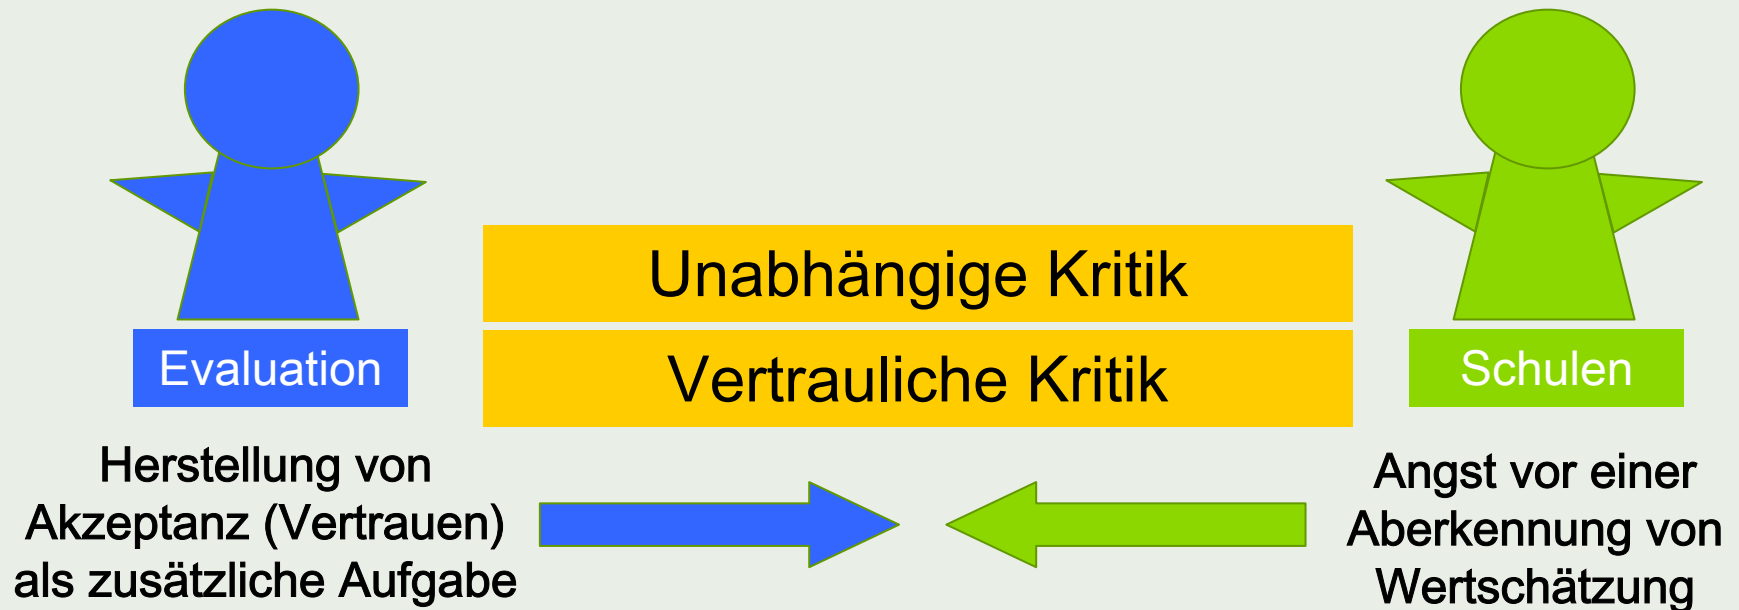 Unabhängige Kritik
Vertrauliche Kritik
Evaluation
Schulen
Herstellung von
Akzeptanz (Vertrauen)
als zusätzliche Aufgabe
Angst vor einer
Aberkennung von
Wertschätzung